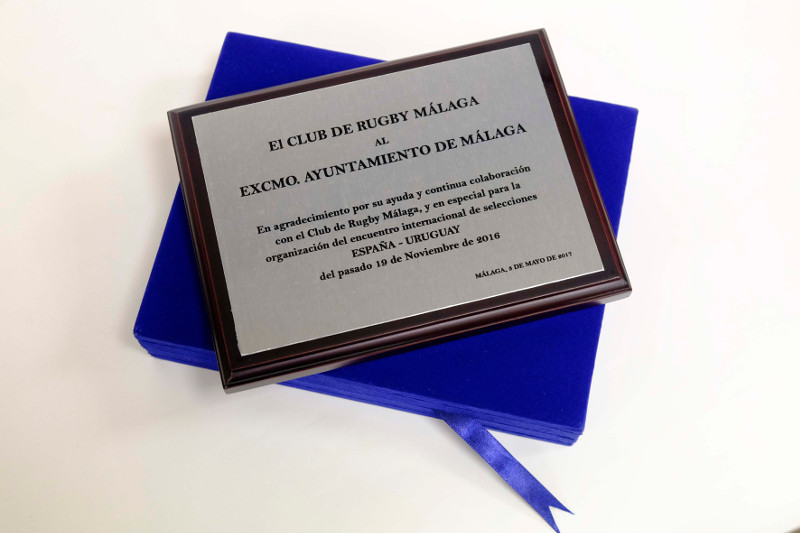 El CLUB DE RUGBY MÁLAGA
AL
EXCMO. AYUNTAMIENTO DE MÁLAGA
En agradecimiento por su ayuda y continua colaboración
con el Club de Rugby Málaga, y en especial para la
organización del encuentro internacional de selecciones
ESPAÑA - URUGUAY
del pasado 19 de Noviembre de 2016
MÁLAGA, 5 DE MAYO DE 2017